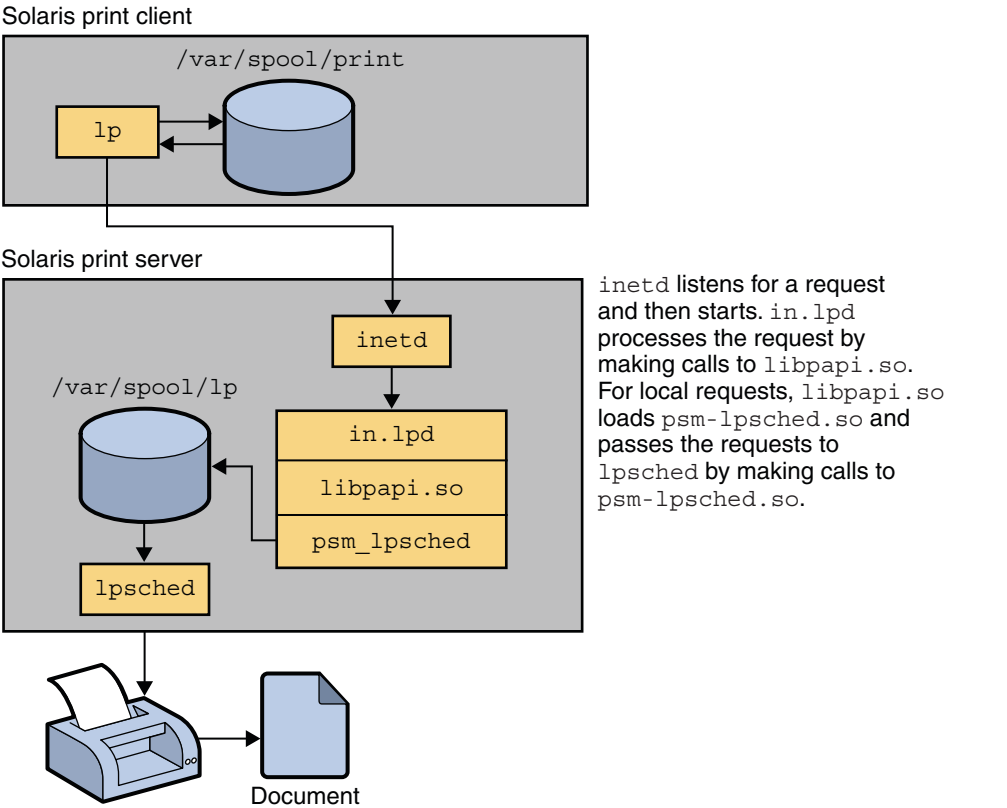 Solaris print client
/var/spool/print
lp
Solaris print server
inetd
/var/spool/lp
in.lpd
libpapi.so
psm_lpsched
lpsched
inetd listens for a request
and then starts. in.lpd
processes the request by
making calls to libpapi.so.
For local requests, libpapi.so
loads psm-lpsched.so and
passes the requests to
lpsched by making calls to
psm-lpsched.so.
Document